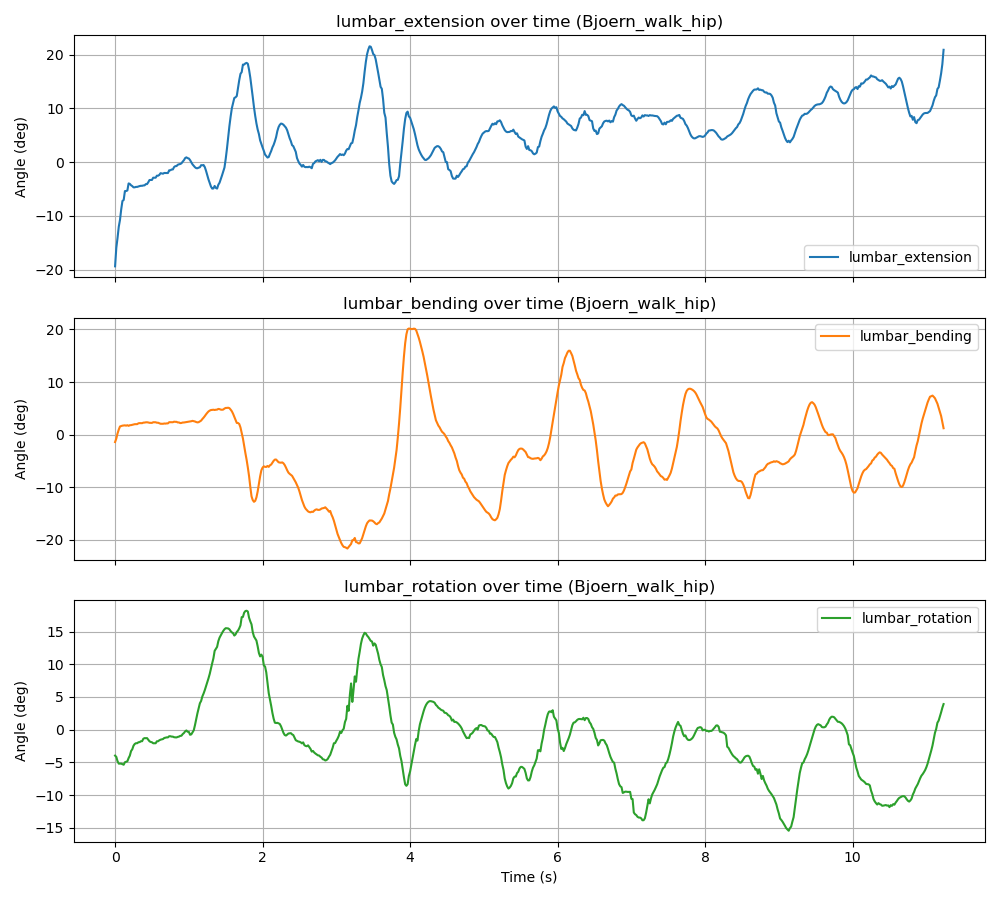 lumbar_extension over time (Bjoern_walk_hip)
20
10
0
−10
−20
Angle (deg)
lumbar_extension
lumbar_bending over time (Bjoern_walk_hip)
20
10
0
−10
−20
Angle (deg)
lumbar_bending
lumbar_rotation over time (Bjoern_walk_hip)
15
10
5
0
−5
−10
−15
Angle (deg)
lumbar_rotation
0 2 4 6 8 10
Time (s)